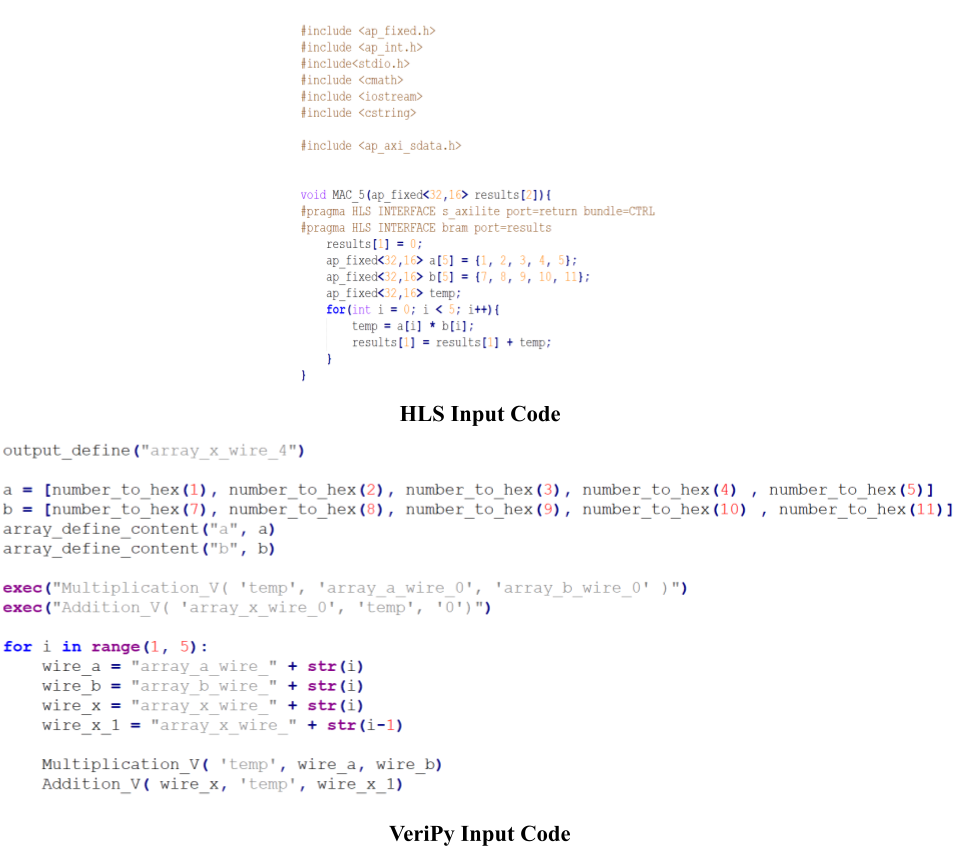 #include <ap_fixed.h>
#include <ap_int.h>
#include<stdio.h>
#include <cmath>
#include <iostream>
#include <cstring>
#include <ap_axi_sdata.h>
void MAC_5(ap_fixed<32,16> results[2]){
#pragma HLS INTERFACE s_axilite port=return bundle=CTRL
#pragma HLS INTERFACE bram port=results
results[1] = 0;
ap_fixed<32,16> a[5] = {1, 2, 3, 4, 5};
ap_fixed<32,16> b[5] = {7, 8, 9, 10, 11};
ap_fixed<32,16> temp;
for(int i = 0; i < 5; i++){
temp = a[i] * b[i];
results[1] = results[1] + temp;
}
}
HLS Input Code
output_define("array_x_wire_4")
a = [number_to_hex(1), number_to_hex(2), number_to_hex(3), number_to_hex(4) , number_to_hex(5)]
b = [number_to_hex(7), number_to_hex(8), number_to_hex(9), number_to_hex(10) , number_to_hex(11)]
array_define_content("a", a)
array_define_content("b", b)
exec("Multiplication_V( 'temp', 'array_a_wire_0', 'array_b_wire_0' )")
exec("Addition_V( 'array_x_wire_0', 'temp', '0')")
for i in range(1, 5):
wire_a = "array_a_wire_" + str(i)
wire_b = "array_b_wire_" + str(i)
wire_x = "array_x_wire_" + str(i)
wire_x_1 = "array_x_wire_" + str(i-1)
Multiplication_V( 'temp', wire_a, wire_b)
Addition_V( wire_x, 'temp', wire_x_1)
VeriPy Input Code